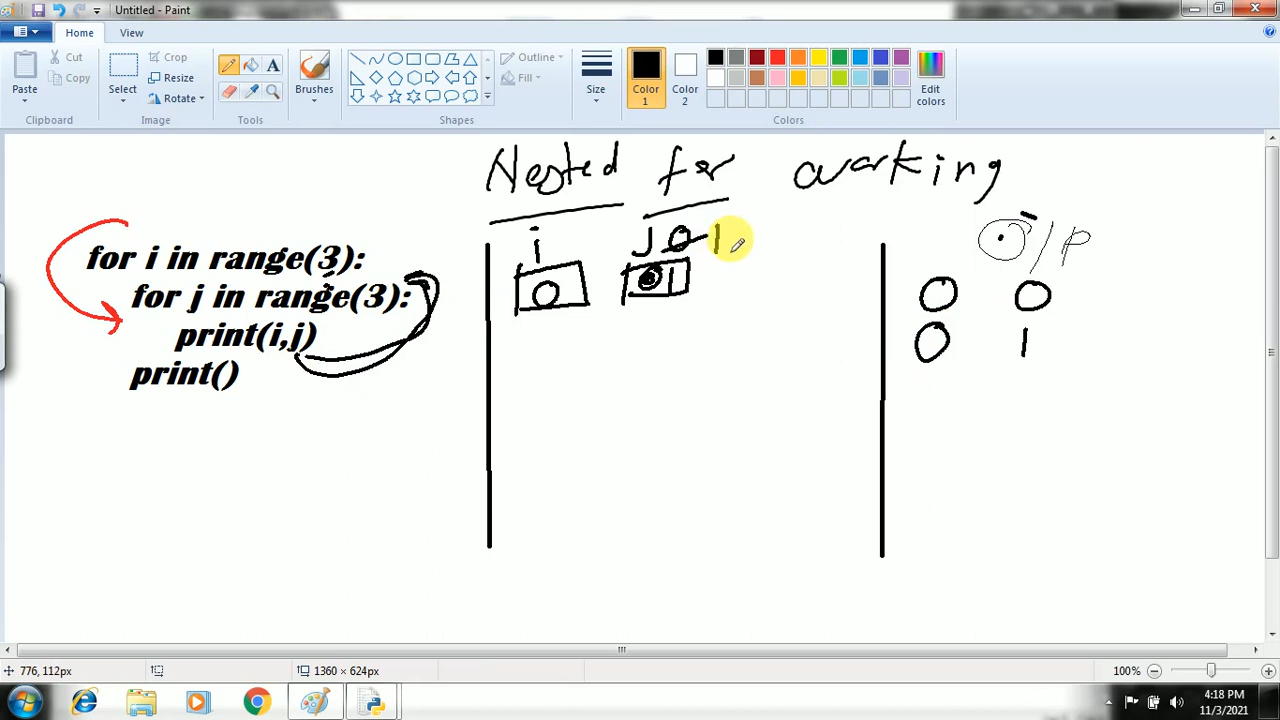 Untitled - Paint
Home View
Paste
Cut
Copy
Clipboard
Select
Crop
Resize
Rotate
Image
A
Tools
Brushes
Outline
Fill
Shapes
Size
Color 1
Color 2
Edit colors
Colors
Nested for working
for i in range(3):
for j in range(3):
print(i,j)
print()
i
J 0 1
0
0 1
O/P
0 0
0 1
776, 112px
1360 × 624px
100%
4:18 PM
11/3/2021